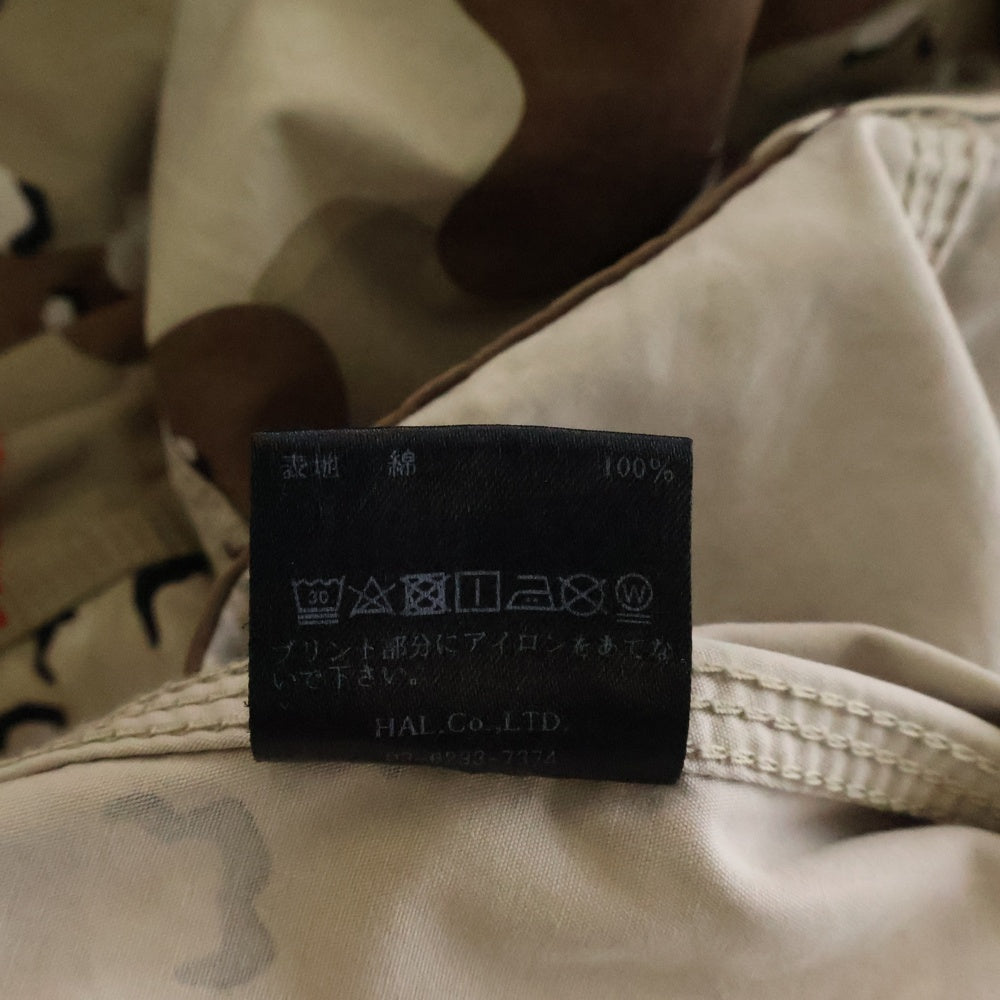 表地 綿 100%
30 W
プリント部分にアイロンをあてな
いで下さい。
HAL.Co.,LTD.